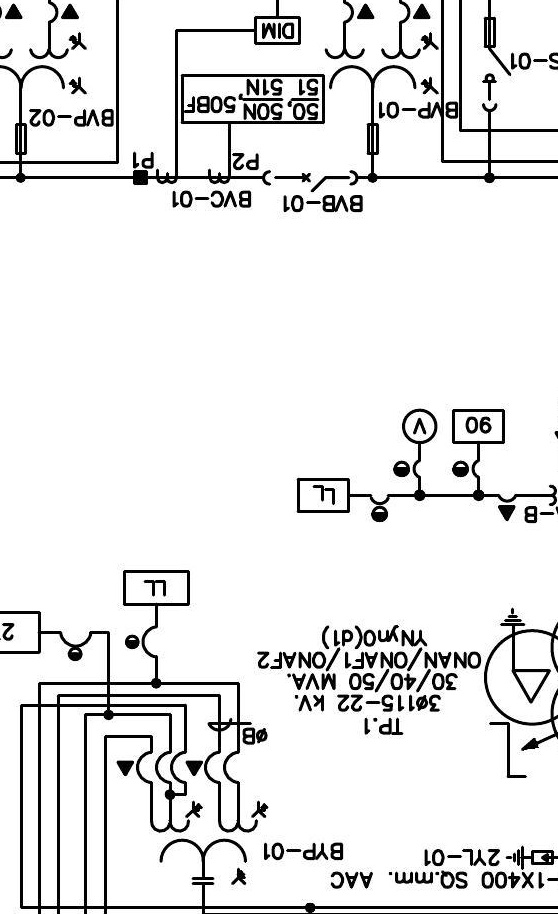 -1X400 SQ.mm. AAC
2YL-01
BYP-01
øB
TP.1
3ø115-22 kV.
30/40/50 MVA.
ONAN/ONAF1/ONAF2
YNyn0(d1)
LL
2
-B
LL
90
V
BVB-01
BVC-01
P2
P1
BVP-01
50, 50N, 50BF
51, 51N
BVP-02
S-01
DIM